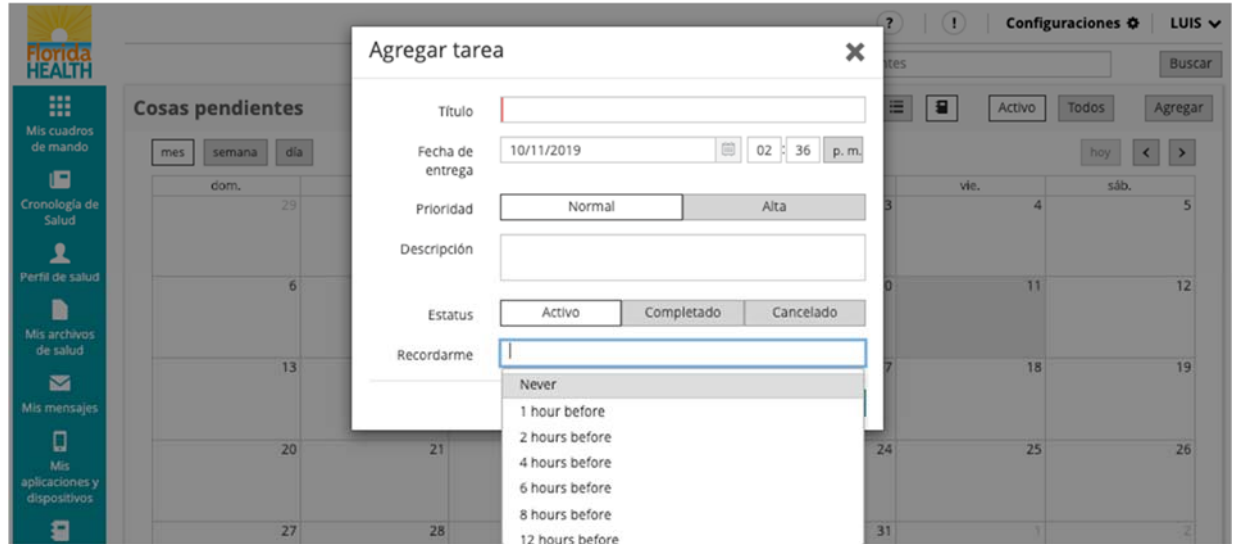 Florida
HEALTH
?
!
Configuraciones
LUIS
Buscar
Mis cuadros
de mando
Cronología de
Salud
Perfil de salud
Mis archivos
de salud
Mis mensajes
Mis
aplicaciones y
dispositivos
Cosas pendientes
Activo
Todos
Agregar
mes
semana
día
hoy
<
>
dom.
vie.
sáb.
29
4
5
6
11
12
13
18
19
20
21
24
25
26
27
28
31
1
2
Agregar tarea
Título
Fecha de
entrega
10/11/2019
02 : 36 p. m.
Prioridad
Normal
Alta
Descripción
Estatus
Activo
Completado
Cancelado
Recordarme
Never
1 hour before
2 hours before
4 hours before
6 hours before
8 hours before
12 hours before